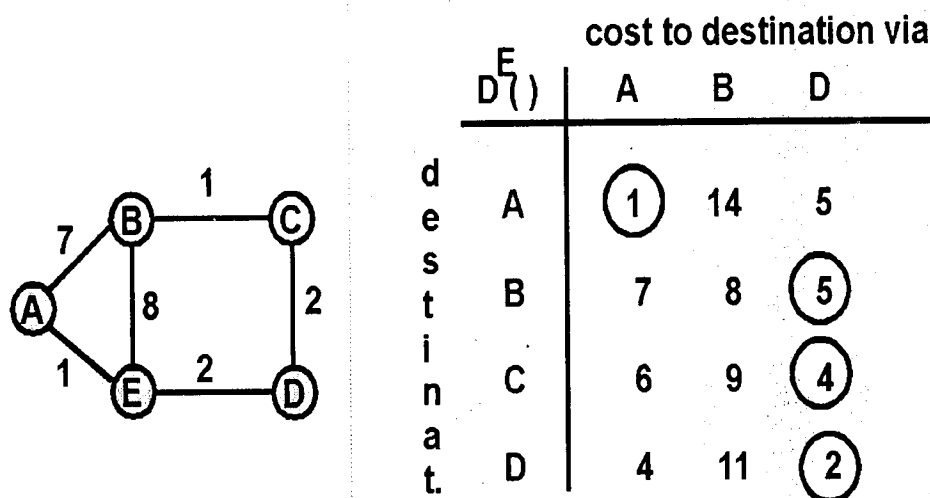 cost to destination via
E
D ( ) A B D
destinat.
A 1 14 5
B 7 8 5
C 6 9 4
D 4 11 2
1
B C
7
A 8 2
1 2
E D